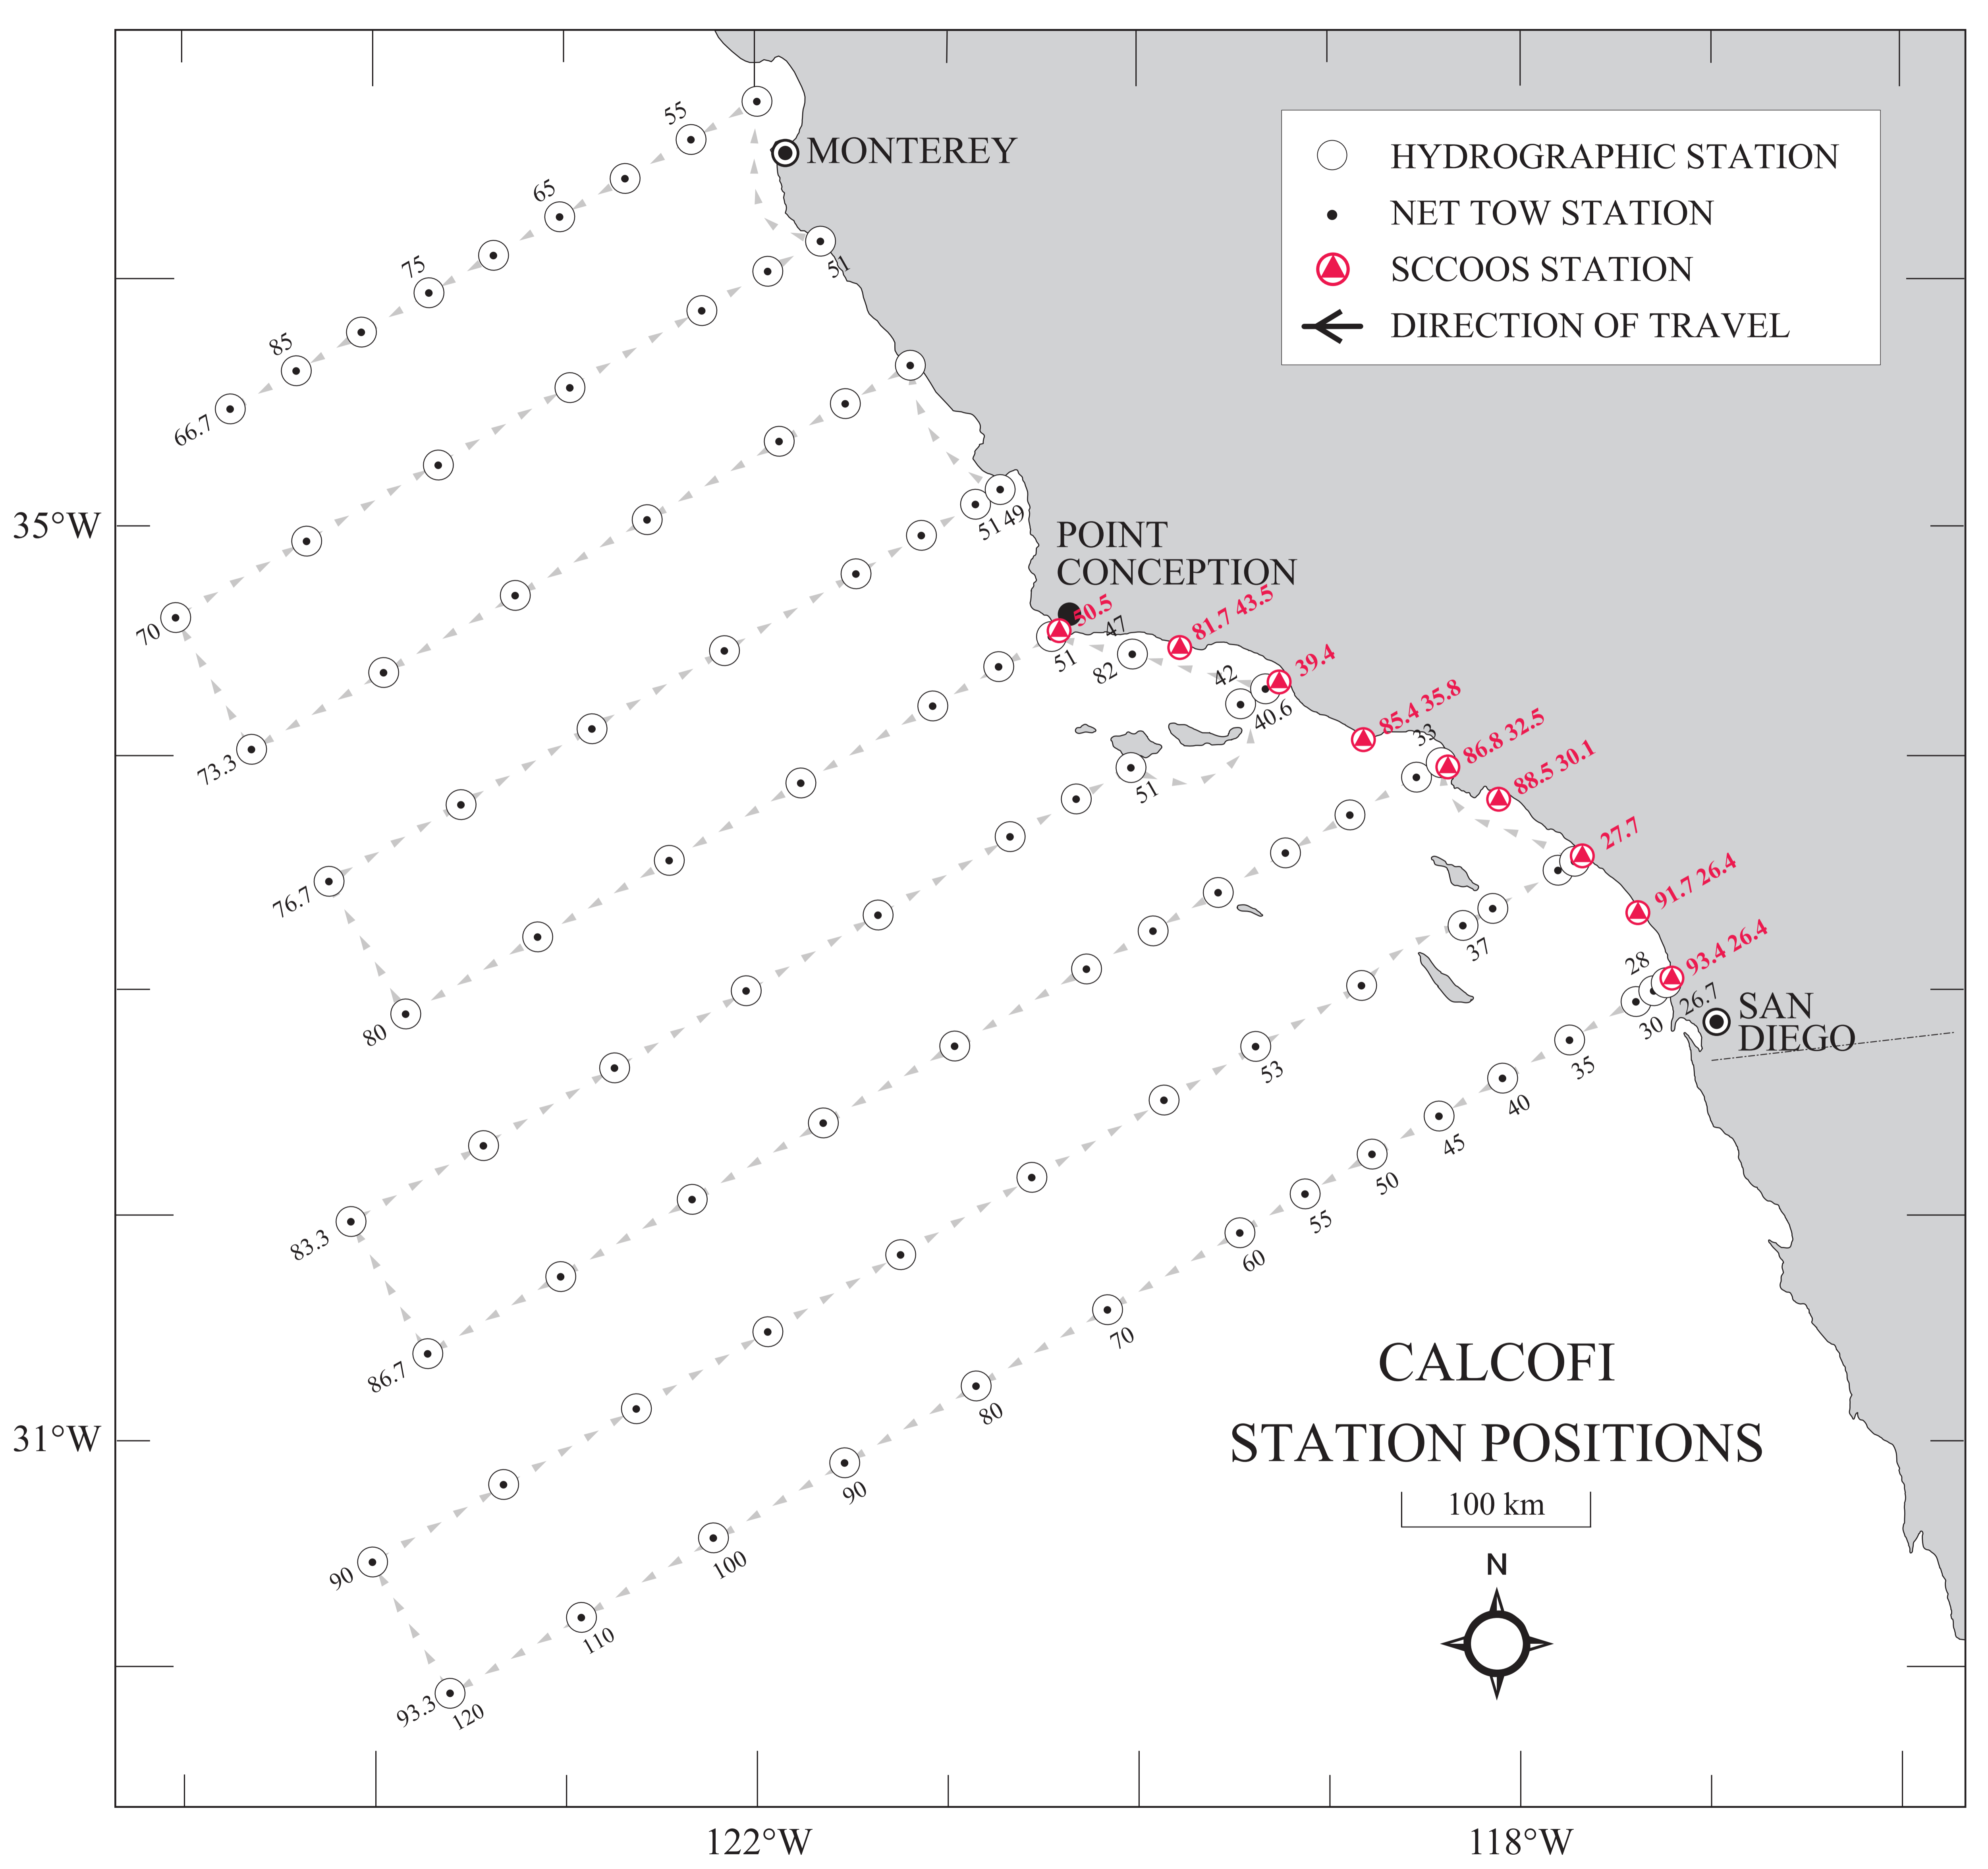 55
MONTEREY
HYDROGRAPHIC STATION
NET TOW STATION
SCCOOS STATION
DIRECTION OF TRAVEL
65
75
51
85
66.7
35°W
51 49
POINT
CONCEPTION
50.5
47
81.7 43.5
70
51
82
42
39.4
40.6
85.4 35.8
33
86.8 32.5
73.3
88.5 30.1
51
27.7
76.7
91.7 26.4
37
28
93.4 26.4
26.7
30
SAN
DIEGO
80
53
35
40
45
50
55
60
83.3
70
86.7
80
CALCOFI
STATION POSITIONS
31°W
90
100 km
100
N
90
110
93.3
120
122°W
118°W